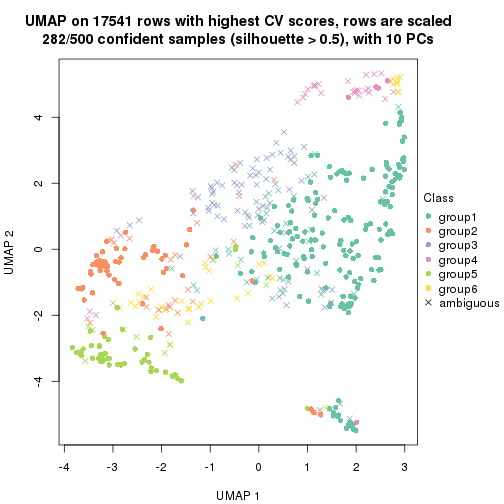 UMAP on 17541 rows with highest CV scores, rows are scaled
282/500 confident samples (silhouette > 0.5), with 10 PCs
UMAP 2
4
2
0
-2
-4
-4
-3
-2
-1
0
1
2
3
UMAP 1
Class
group1
group2
group3
group4
group5
group6
ambiguous